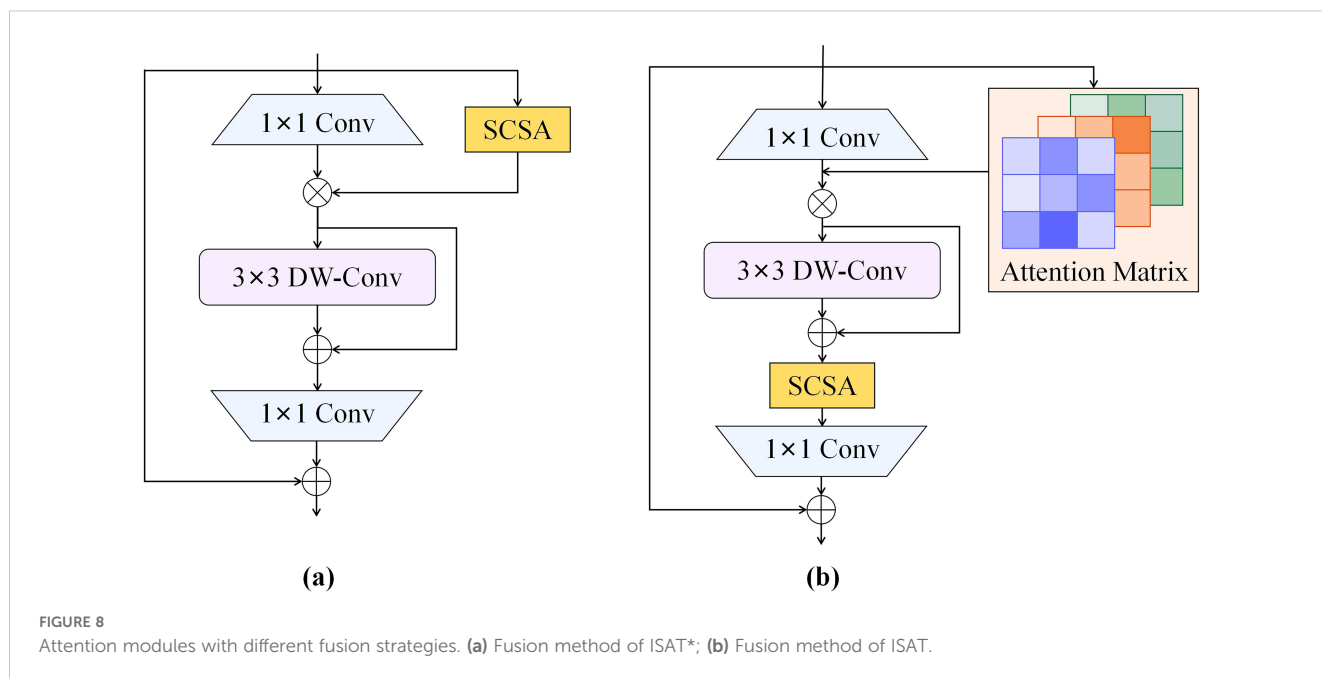 1×1 Conv
SCSA
3×3 DW-Conv
1×1 Conv
(a)
1×1 Conv
Attention Matrix
3×3 DW-Conv
SCSA
1×1 Conv
(b)
FIGURE 8
Attention modules with different fusion strategies. (a) Fusion method of ISAT*; (b) Fusion method of ISAT.